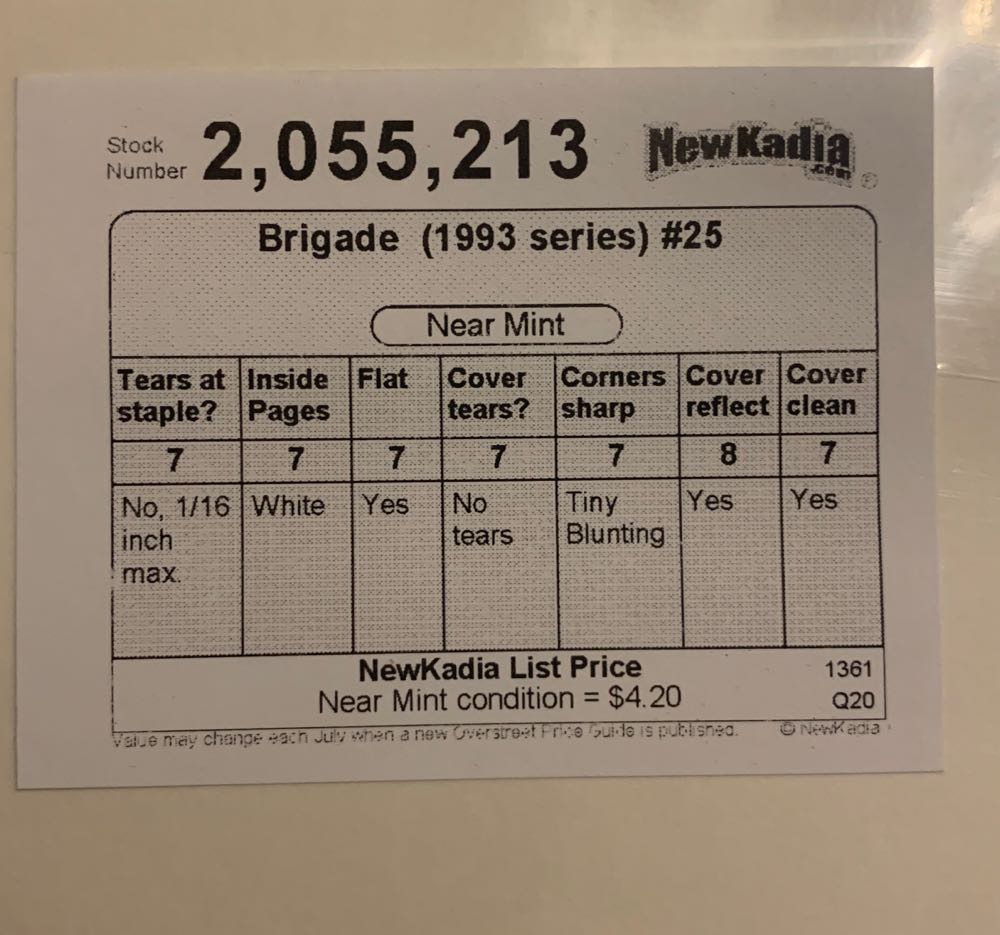 Stock
Number 2,055,213 NewKadia
.com ®
Brigade (1993 series) #25
Near Mint
Tears at staple? Inside Pages Flat Cover tears? Corners sharp Cover reflect Cover clean
7 7 7 7 7 8 7
No, 1/16 inch max. White Yes No tears Tiny Blunting Yes Yes
NewKadia List Price 1361
Near Mint condition = $4.20 Q20
Value may change each July when a new Overstreet Price Guide is published. © NewKadia